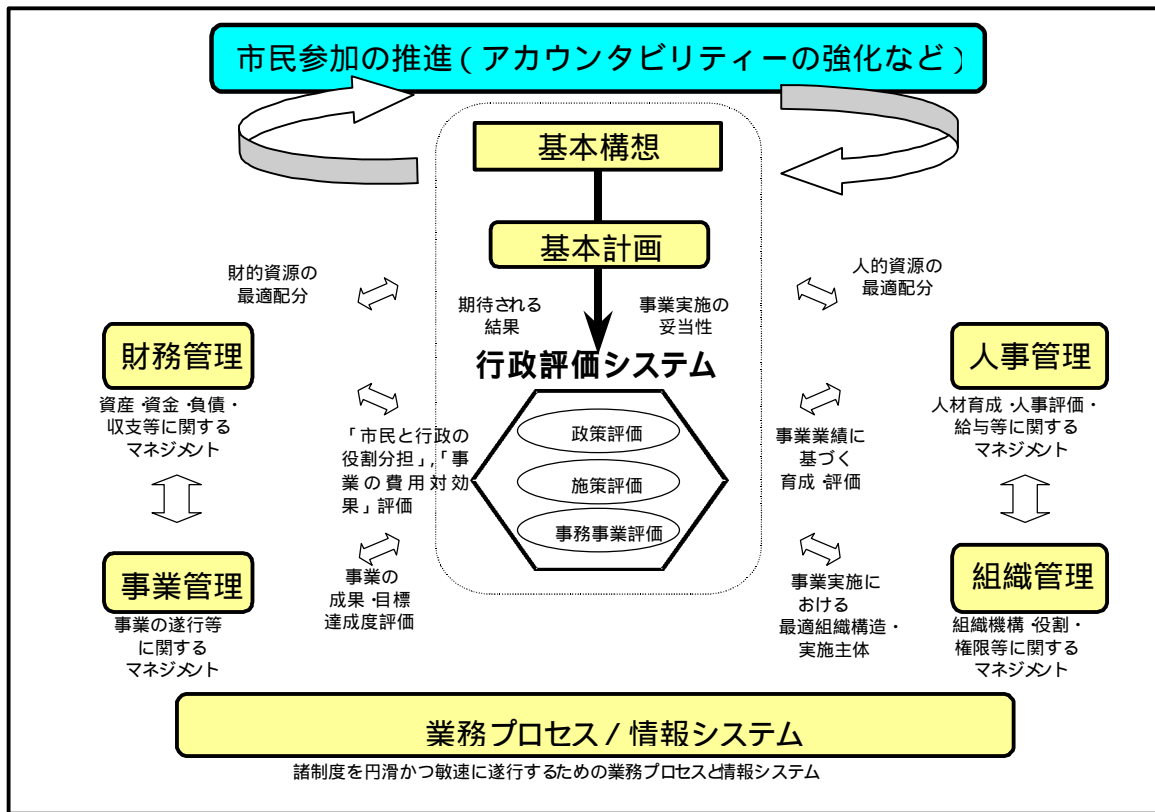 市民参加の推進(アカウンタビリティーの強化など)
基本構想
基本計画
財的資源の
最適配分
人的資源の
最適配分
期待される
結果
事業実施の
妥当性
行政評価システム
財務管理
資産・資金・負債・
収支等に関する
マネジメント
人事管理
人材育成・人事評価・
給与等に関する
マネジメント
「市民と行政の
役割分担」,「事
業の費用対効
果」評価
政策評価
施策評価
事務事業評価
事業業績に
基づく
育成・評価
事業管理
事業の遂行等
に関する
マネジメント
事業の
成果・目標
達成度評価
事業実施に
おける
最適組織構造・
実施主体
組織管理
組織機構・役割・
権限等に関する
マネジメント
業務プロセス/情報システム
諸制度を円滑かつ敏速に遂行するための業務プロセスと情報システム